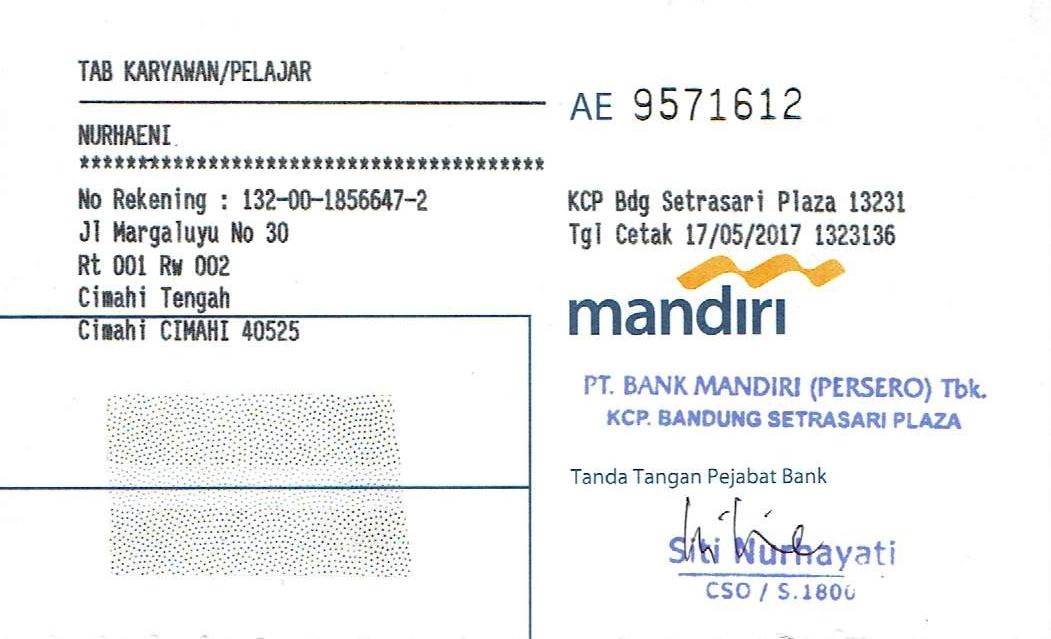 TAB KARYAWAN/PELAJAR
AE 9571612
NURHAENI
****************************************
No Rekening : 132-00-1856647-2
Jl Margaluyu No 30
Rt 001 Rw 002
Cimahi Tengah
Cimahi CIMAHI 40525
KCP Bdg Setrasari Plaza 13231
Tgl Cetak 17/05/2017 1323136
mandiri
PT. BANK MANDIRI (PERSERO) Tbk.
KCP. BANDUNG SETRASARI PLAZA
Tanda Tangan Pejabat Bank
Siti Nurhayati
CSO / S.1800